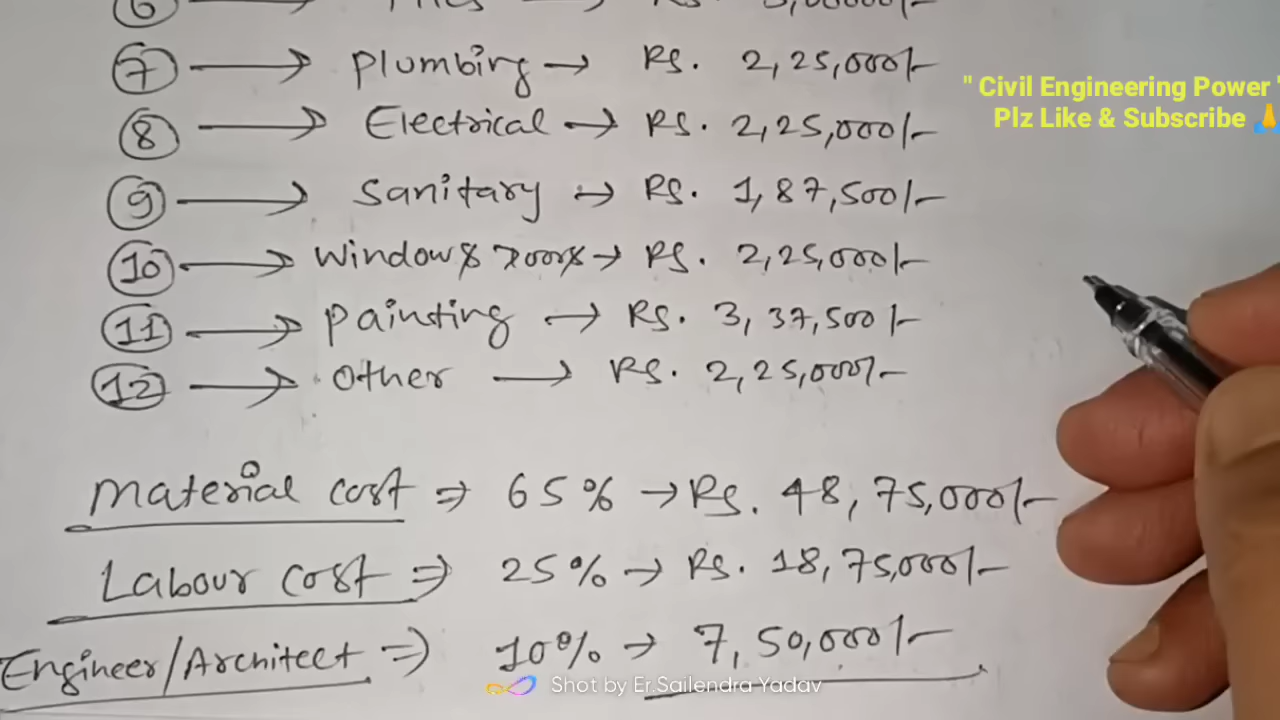 6
7 → Plumbing → Rs. 2,25,000/-
8 → Electrical → Rs. 2,25,000/-
9 → Sanitary → Rs. 1,87,500/-
10 → Window & Doors → Rs. 2,25,000/-
11 → Painting → Rs. 3,37,500/-
12 → Other → Rs. 2,25,000/-
Material cost ⇒ 65% → Rs. 48,75,000/-
Labour cost ⇒ 25% → Rs. 18,75,000/-
Engineer/Architect ⇒ 10% → 7,50,000/-
" Civil Engineering Power "
Plz Like & Subscribe 🙏
Shot by Er.Sailendra Yadav